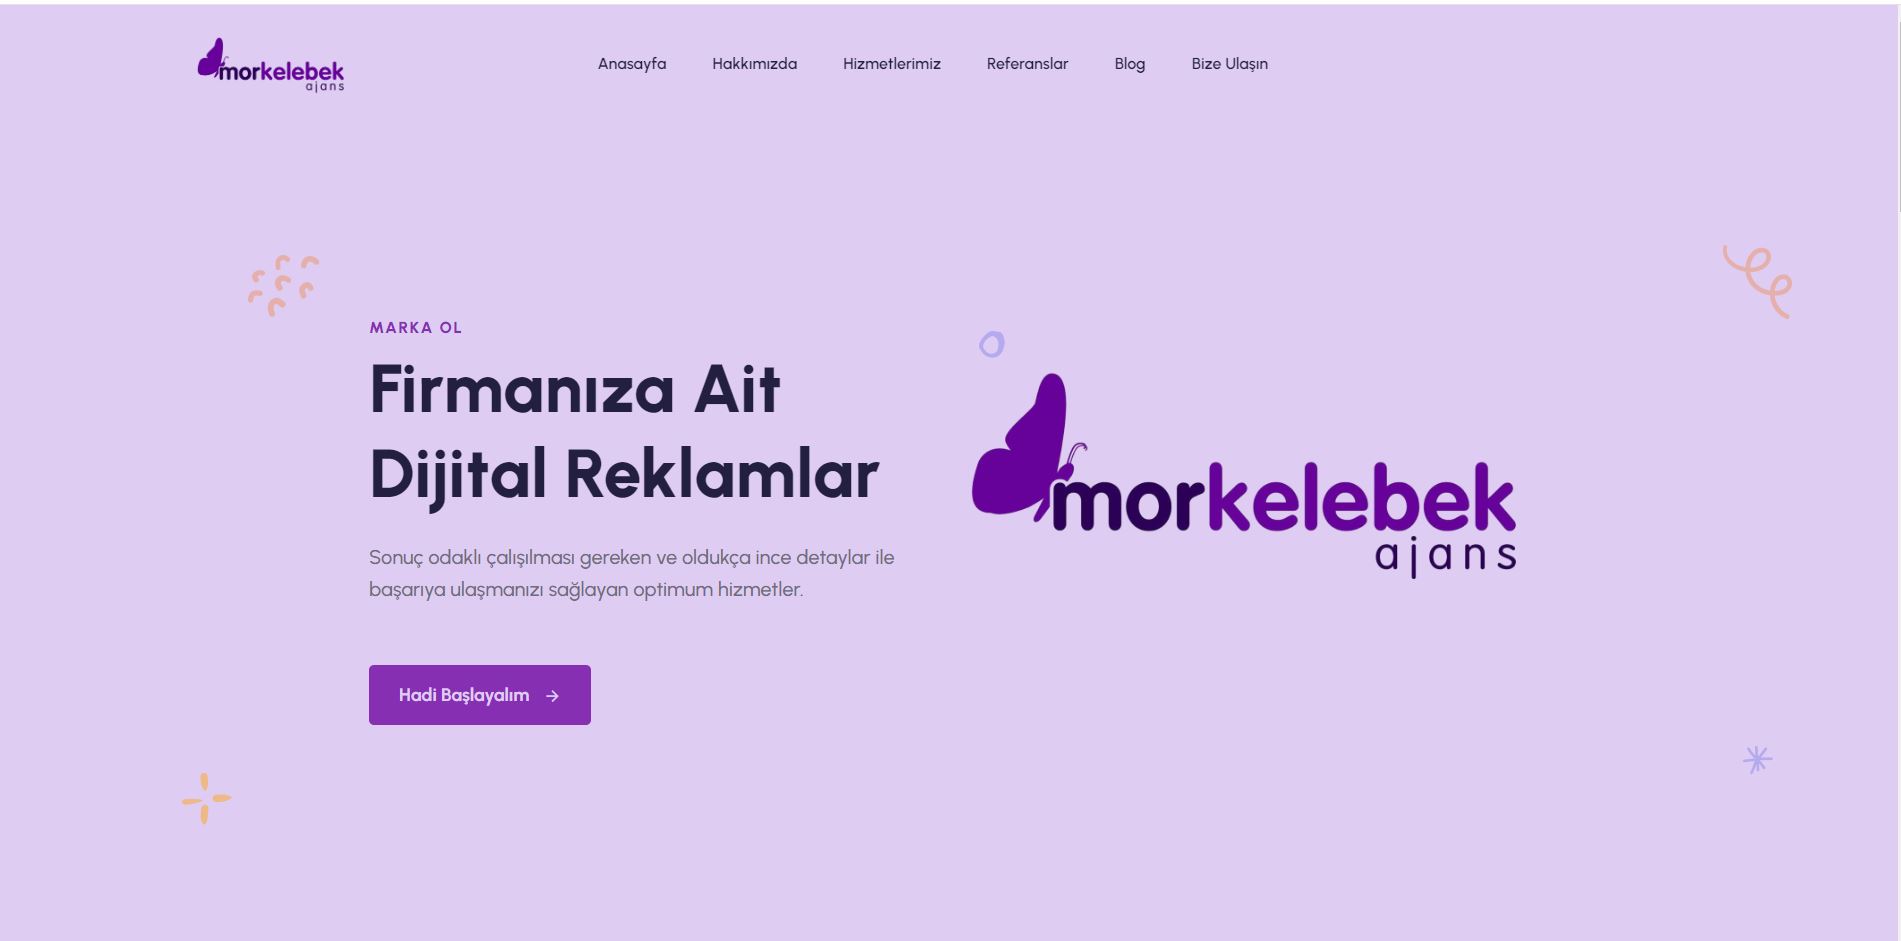 morkelebek
ajans
Anasayfa
Hakkımızda
Hizmetlerimiz
Referanslar
Blog
Bize Ulaşın
MARKA OL
Firmanıza Ait
Dijital Reklamlar
Sonuç odaklı çalışılması gereken ve oldukça ince detaylar ile
başarıya ulaşmanızı sağlayan optimum hizmetler.
Hadi Başlayalım →
morkelebek
ajans